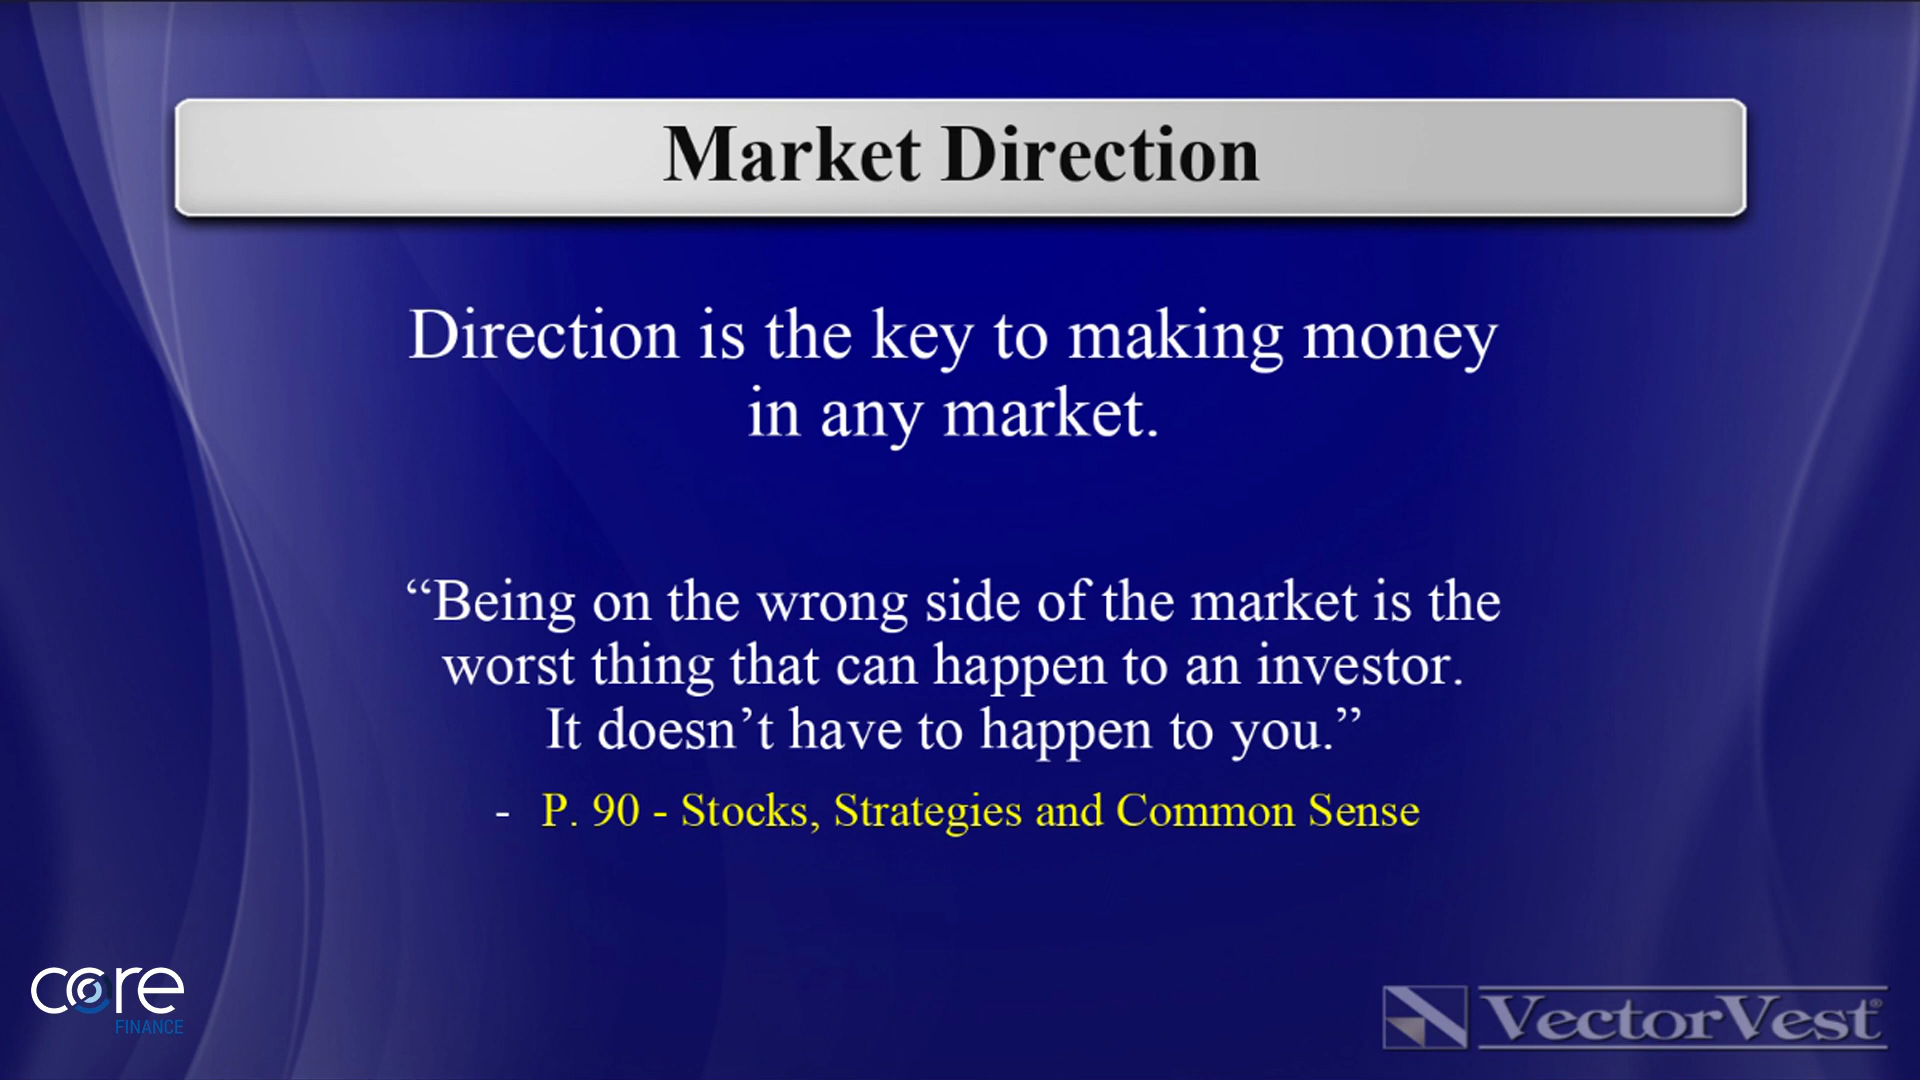 Market Direction
Direction is the key to making money
in any market.
“Being on the wrong side of the market is the
worst thing that can happen to an investor.
It doesn’t have to happen to you.”
- P. 90 - Stocks, Strategies and Common Sense
core
FINANCE
VectorVest®